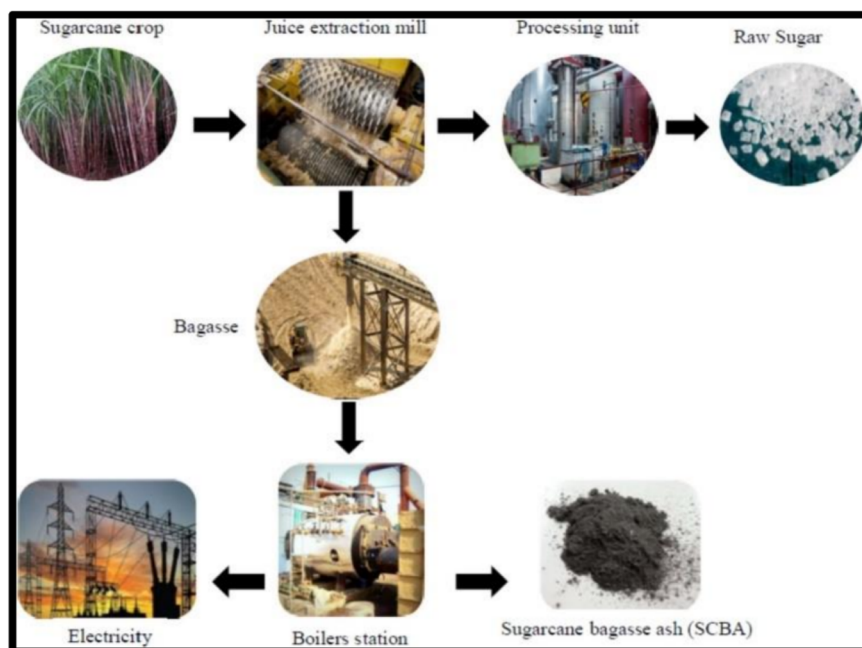 Sugarcane crop
Juice extraction mill
Processing unit
Raw Sugar
Bagasse
Electricity
Boilers station
Sugarcane bagasse ash (SCBA)